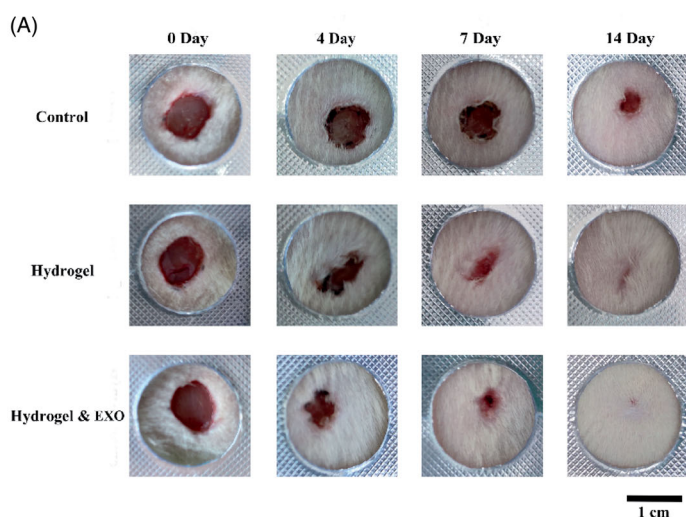 (A)
0 Day 4 Day 7 Day 14 Day
Control
Hydrogel
Hydrogel & EXO
1 cm